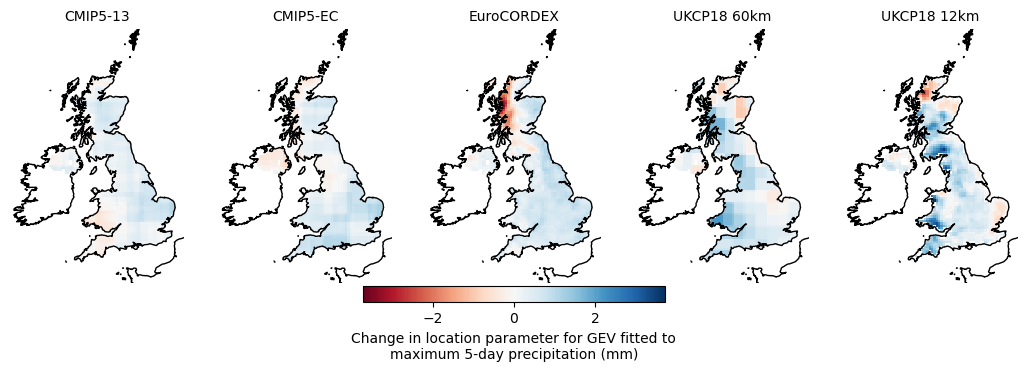 CMIP5-13 CMIP5-EC EuroCORDEX UKCP18 60km UKCP18 12km
−2 0 2
Change in location parameter for GEV fitted to
maximum 5-day precipitation (mm)